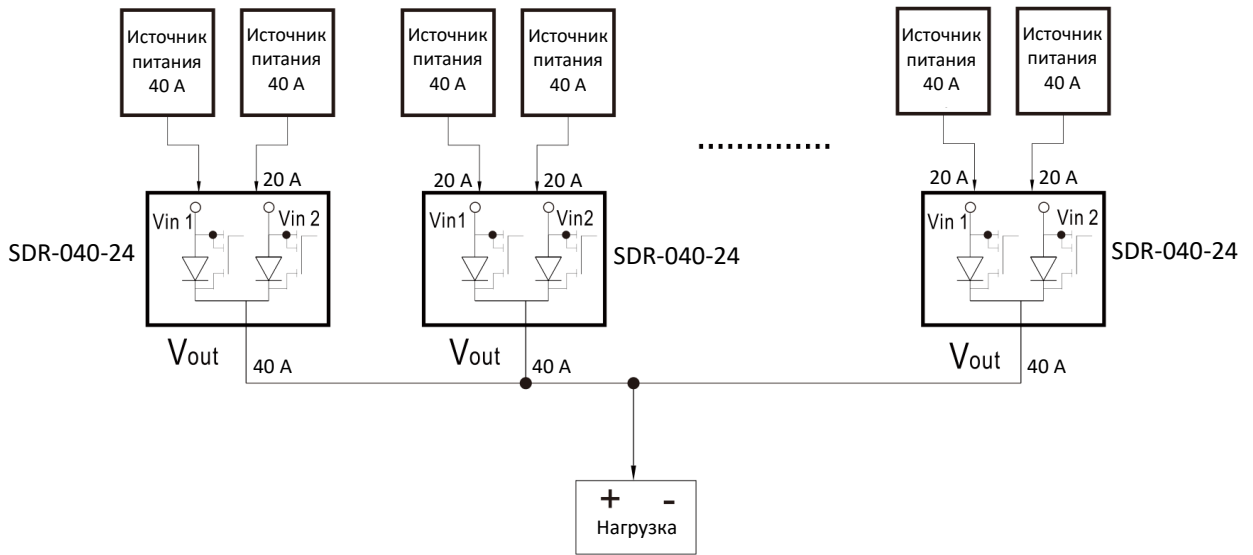 Источник
питания
40 А
Источник
питания
40 А
Источник
питания
40 А
Источник
питания
40 А
Источник
питания
40 А
Источник
питания
40 А
20 А
20 А
20 А
20 А
20 А
Vin 1
Vin 2
Vin1
Vin2
Vin 1
Vin 2
SDR-040-24
SDR-040-24
SDR-040-24
Vout
40 А
Vout
40 А
Vout
40 А
+ -
Нагрузка